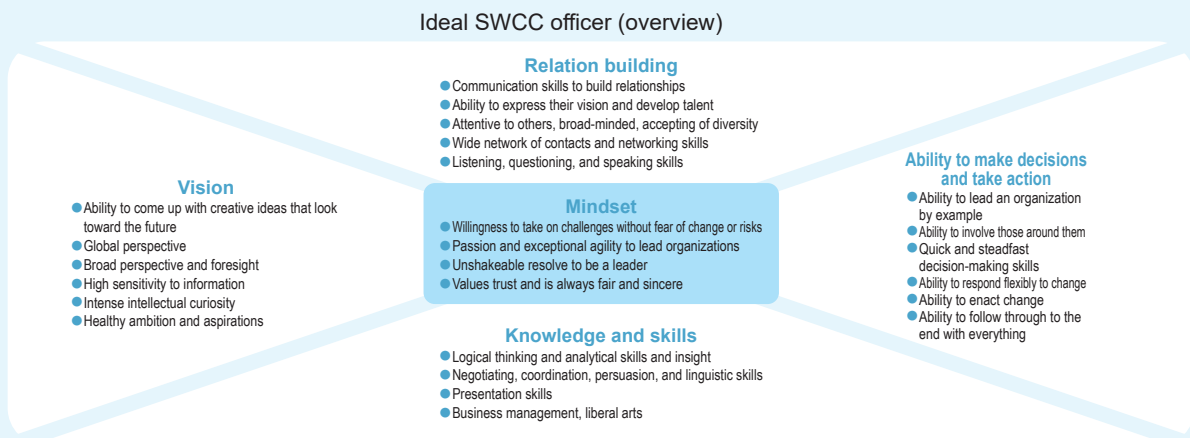 Ideal SWCC officer (overview)
Relation building
● Communication skills to build relationships
● Ability to express their vision and develop talent
● Attentive to others, broad-minded, accepting of diversity
● Wide network of contacts and networking skills
● Listening, questioning, and speaking skills
Vision
● Ability to come up with creative ideas that look
toward the future
● Global perspective
● Broad perspective and foresight
● High sensitivity to information
● Intense intellectual curiosity
● Healthy ambition and aspirations
Mindset
● Willingness to take on challenges without fear of change or risks
● Passion and exceptional agility to lead organizations
● Unshakeable resolve to be a leader
● Values trust and is always fair and sincere
Ability to make decisions
and take action
● Ability to lead an organization
by example
● Ability to involve those around them
● Quick and steadfast
decision-making skills
● Ability to respond flexibly to change
● Ability to enact change
● Ability to follow through to the
end with everything
Knowledge and skills
● Logical thinking and analytical skills and insight
● Negotiating, coordination, persuasion, and linguistic skills
● Presentation skills
● Business management, liberal arts